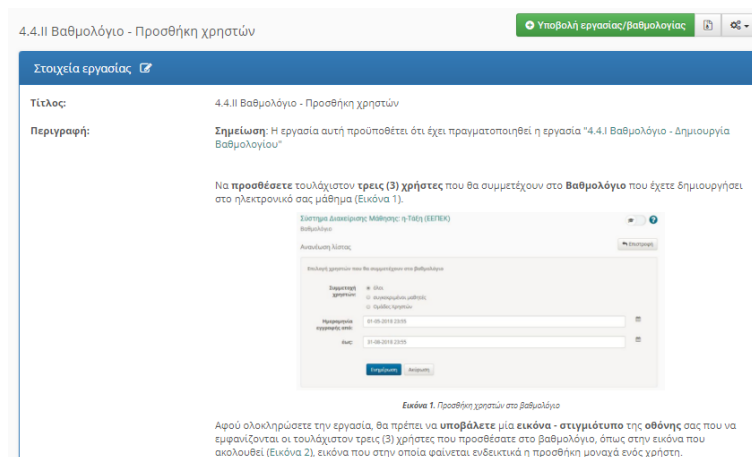 4.4.II Βαθμολόγιο - Προσθήκη χρηστών
Υποβολή εργασίας/βαθμολογίας
Στοιχεία εργασίας
Τίτλος:
4.4.II Βαθμολόγιο - Προσθήκη χρηστών
Περιγραφή:
Σημείωση: Η εργασία αυτή προϋποθέτει ότι έχει πραγματοποιηθεί η εργασία "4.4.I Βαθμολόγιο - Δημιουργία
Βαθμολογίου"
Να προσθέσετε τουλάχιστον τρεις (3) χρήστες που θα συμμετέχουν στο Βαθμολόγιο που έχετε δημιουργήσει
στο ηλεκτρονικό σας μάθημα (Εικόνα 1).
Σύστημα Διαχείρισης Μάθησης: η-Τάξη (ΕΕΠΕΚ)
Βαθμολόγιο
Ανανέωση λίστας
Επιστροφή
Επιλογή χρηστών που θα συμμετέχουν στο βαθμολόγιο
Συμμετοχή
χρηστών:
Όλοι
συγκεκριμένοι μαθητές
Ομάδες Χρηστών
Ημερομηνία
εγγραφής από:
01-05-2018 23:55
έως:
31-08-2018 23:55
Ενημέρωση
Ακύρωση
Εικόνα 1. Προσθήκη χρηστών στο βαθμολόγιο
Αφού ολοκληρώσετε την εργασία, θα πρέπει να υποβάλετε μία εικόνα - στιγμιότυπο της οθόνης σας που να
εμφανίζονται οι τουλάχιστον τρεις (3) χρήστες που προσθέσατε στο βαθμολόγιο, όπως στην εικόνα που
ακολουθεί (Εικόνα 2), εικόνα που στην οποία φαίνεται ενδεικτικά η προσθήκη μοναχά ενός χρήστη.